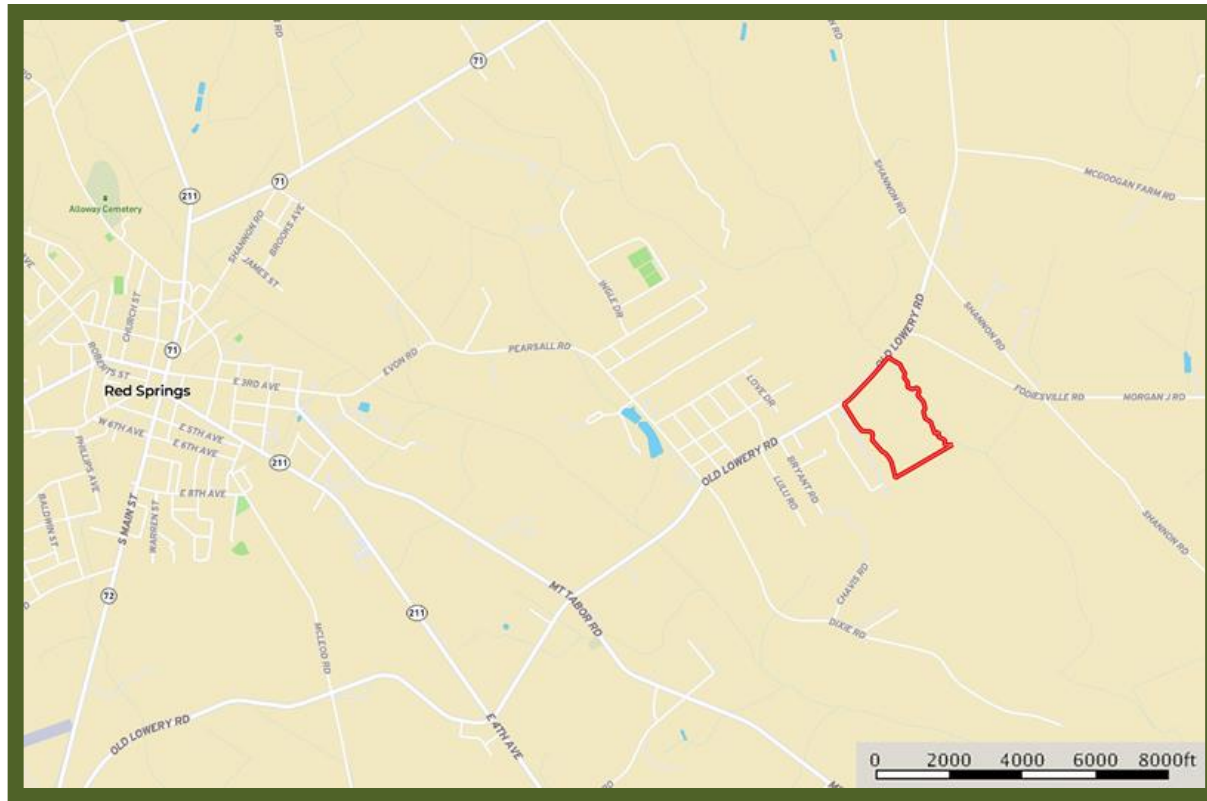 71
RD
SHANNON RD
MCGOOGAN FARM RD
Alloway Cemetery
71
211
SHANNON RD
BROOKS AVE
JAMES ST
AVE
INGLE DR
CHURCH ST
OLD LOWERY RD
SHANNON RD
71
PEARSALL RD
EVON RD
ROBERTS ST
Red Springs
E 3RD AVE
LOVE DR
FODIESVILLE RD
MORGAN J RD
W 6TH AVE
E 5TH AVE
E 6TH AVE
PHILLIPS AVE
211
OLD LOWERY RD
BRYANT RD
LULU RD
E 8TH AVE
BALDWIN ST
S MAIN ST
WARREN ST
SHANNON RD
CHAVIS RD
72
211
MT TABOR RD
DIXIE RD
MCLEOD RD
OLD LOWERY RD
E 4TH AVE
0 2000 4000 6000 8000ft